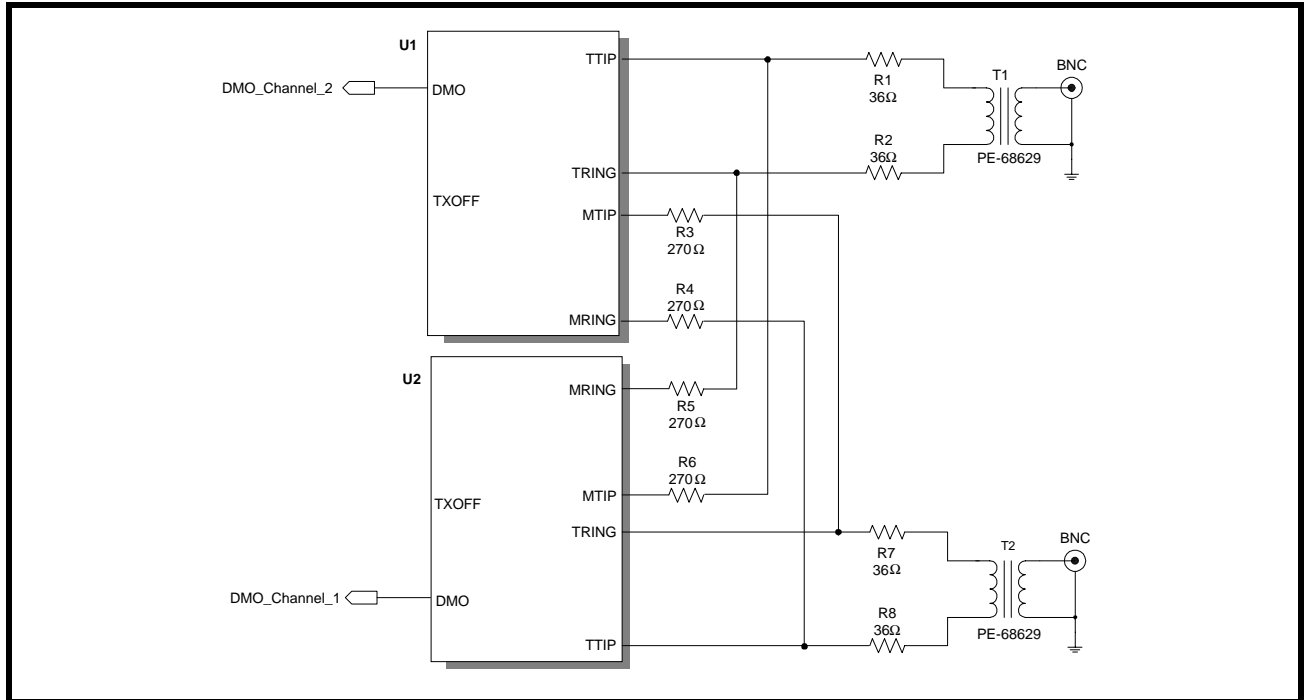 U1
TTIP
DMO_Channel_2
DMO
R1
36Ω
T1
BNC
R2
36Ω
PE-68629
TRING
TXOFF
MTIP
R3
270Ω
R4
270Ω
MRING
U2
MRING
R5
270Ω
R6
270Ω
TXOFF
MTIP
TRING
R7
36Ω
T2
BNC
DMO_Channel_1
DMO
R8
36Ω
PE-68629
TTIP